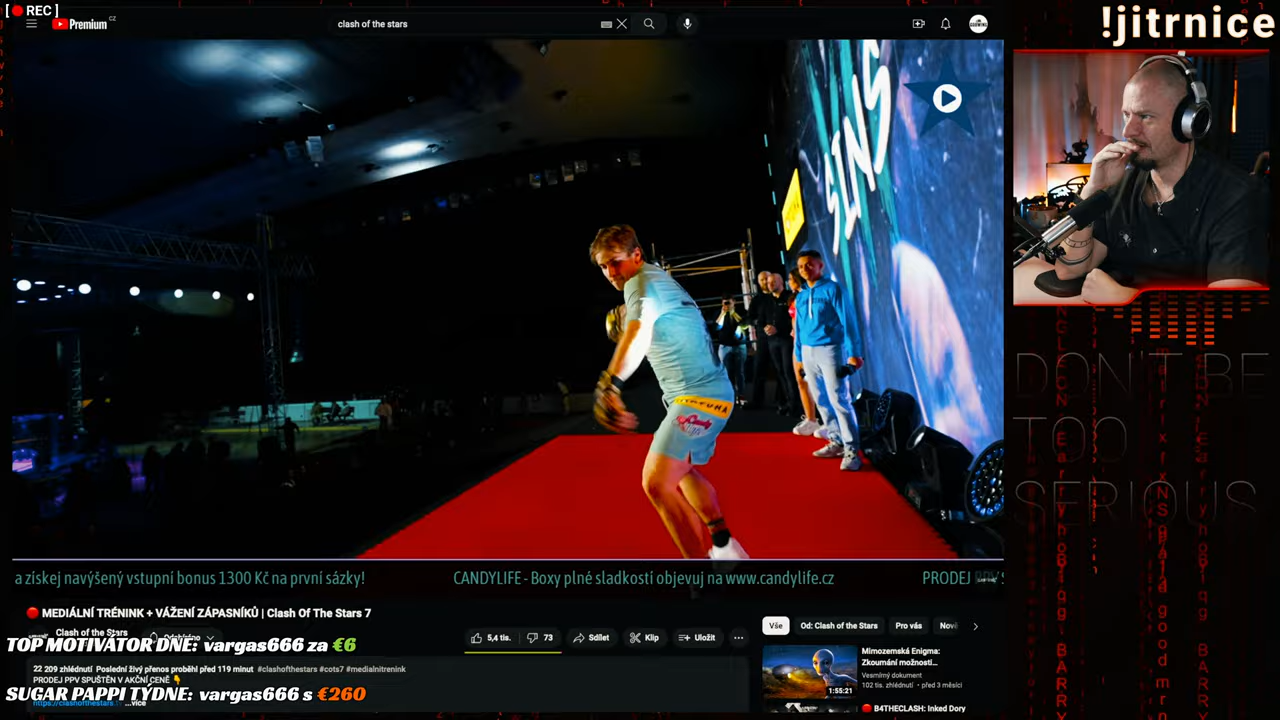 [ REC ]
Premium CZ
clash of the stars
!jitrnice
SINS
a získej navýšený vstupní bonus 1300 Kč na první sázky!
CANDYLIFE - Boxy plné sladkostí objevuj na www.candylife.cz
PRODEJ
DON'T BE
TOO
SERIOUS
🔴 MEDIÁLNÍ TRÉNINK + VÁŽENÍ ZÁPASNÍKŮ | Clash Of The Stars 7
Clash of the Stars
5,4 tis.
73
Sdílet
Klip
Uložit
Vše
Od: Clash of the Stars
Pro vás
TOP MOTIVÁTOR DNE: vargas666 za €6
22 209 zhlédnutí Poslední živý přenos proběhl před 119 minut #clashofthestars #cots7 #medialnitrenink
PRODEJ PPV SPUŠTĚN V AKČNÍ CENĚ 👇
SUGAR PAPPI TÝDNE: vargas666 s €260
...více
Mimozemská Enigma:
Zkoumání možností...
Vesmírný dokument
102 tis. zhlédnutí • před 3 měsíci
1:55:21
🔴 B4THECLASH: Inked Dory